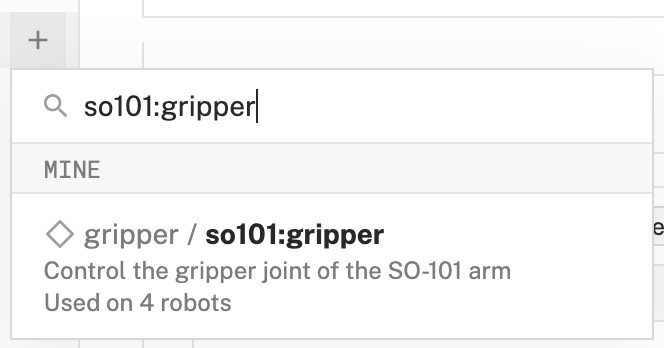 +
so101:gripper
MINE
gripper / so101:gripper
Control the gripper joint of the SO-101 arm
Used on 4 robots